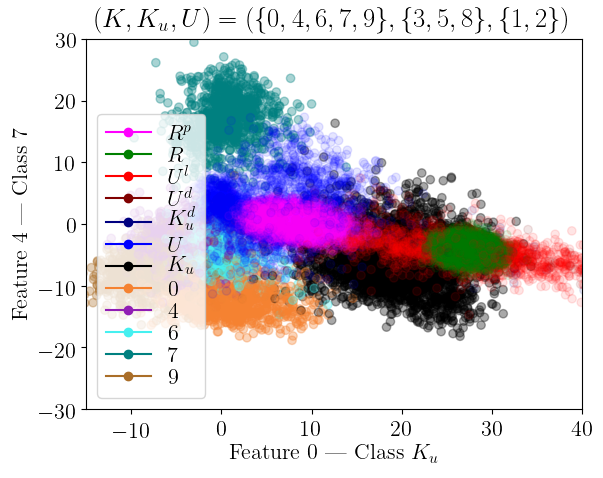 (K, K_u, U) = ({0, 4, 6, 7, 9}, {3, 5, 8}, {1, 2})
Feature 4 — Class 7
30
20
10
0
−10
−20
−30
R^p
R
U^l
U^d
K_u^d
U
K_u
0
4
6
7
9
−10
0
10
20
30
40
Feature 0 — Class K_u